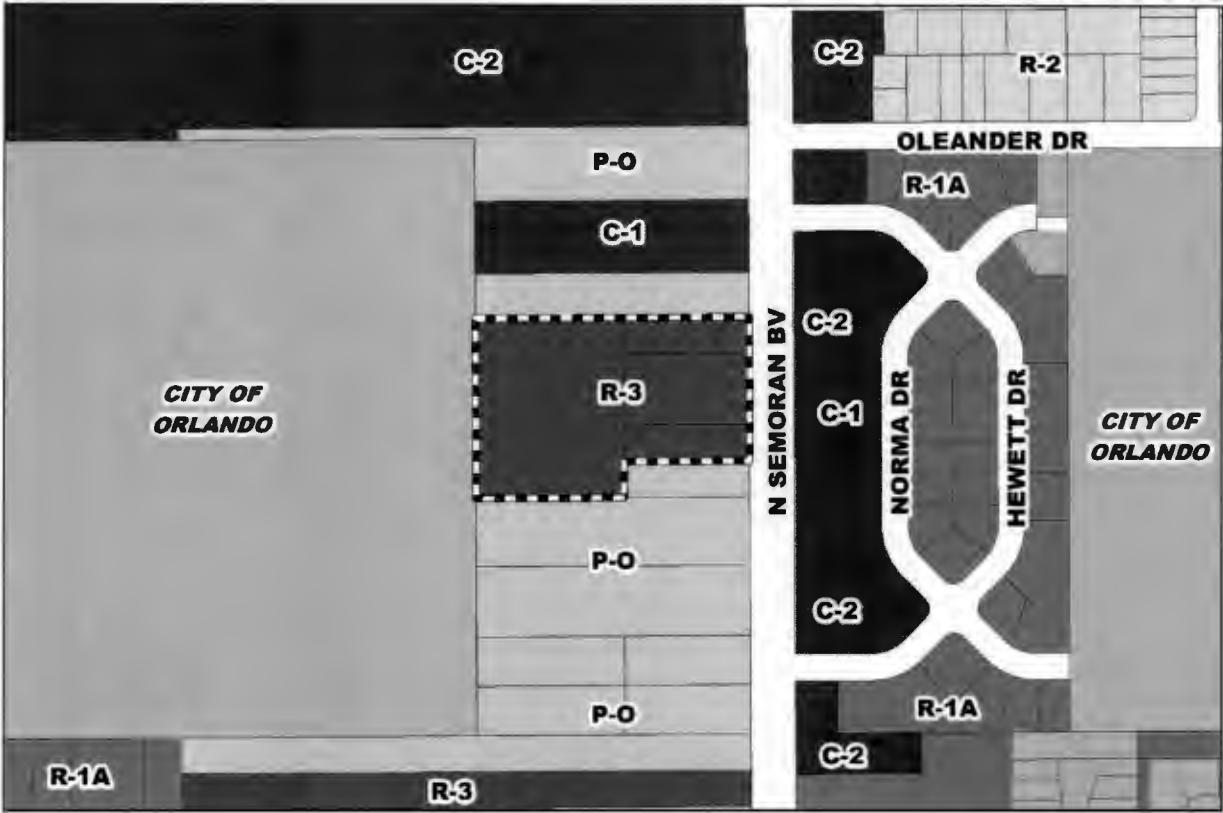 C-2
C-2
R-2
OLEANDER DR
P-O
R-1A
C-1
N SEMORAN BV
C-2
CITY OF
ORLANDO
R-3
C-1
NORMA DR
HEWETT DR
CITY OF
ORLANDO
P-O
C-2
P-O
R-1A
C-2
R-1A
R-3